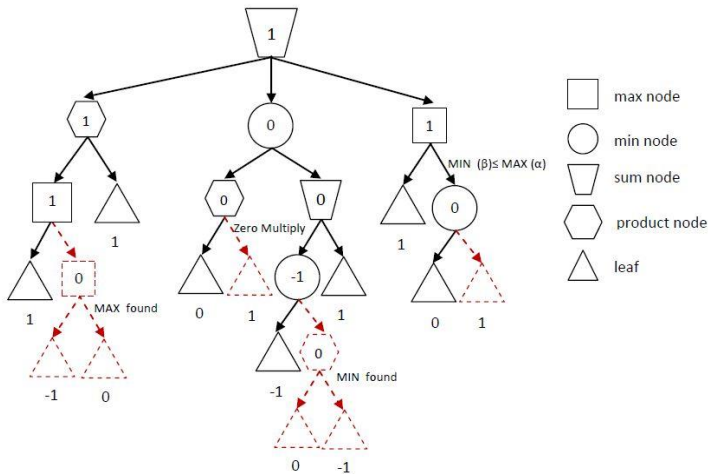 1
1
0
1
max node
min node
MIN (β)≤ MAX (α)
1
0
0
0
sum node
Zero Multiply
1
1
product node
0
-1
leaf
1
MAX found
0
1
1
0
1
0
-1
MIN found
-1
0
0
-1